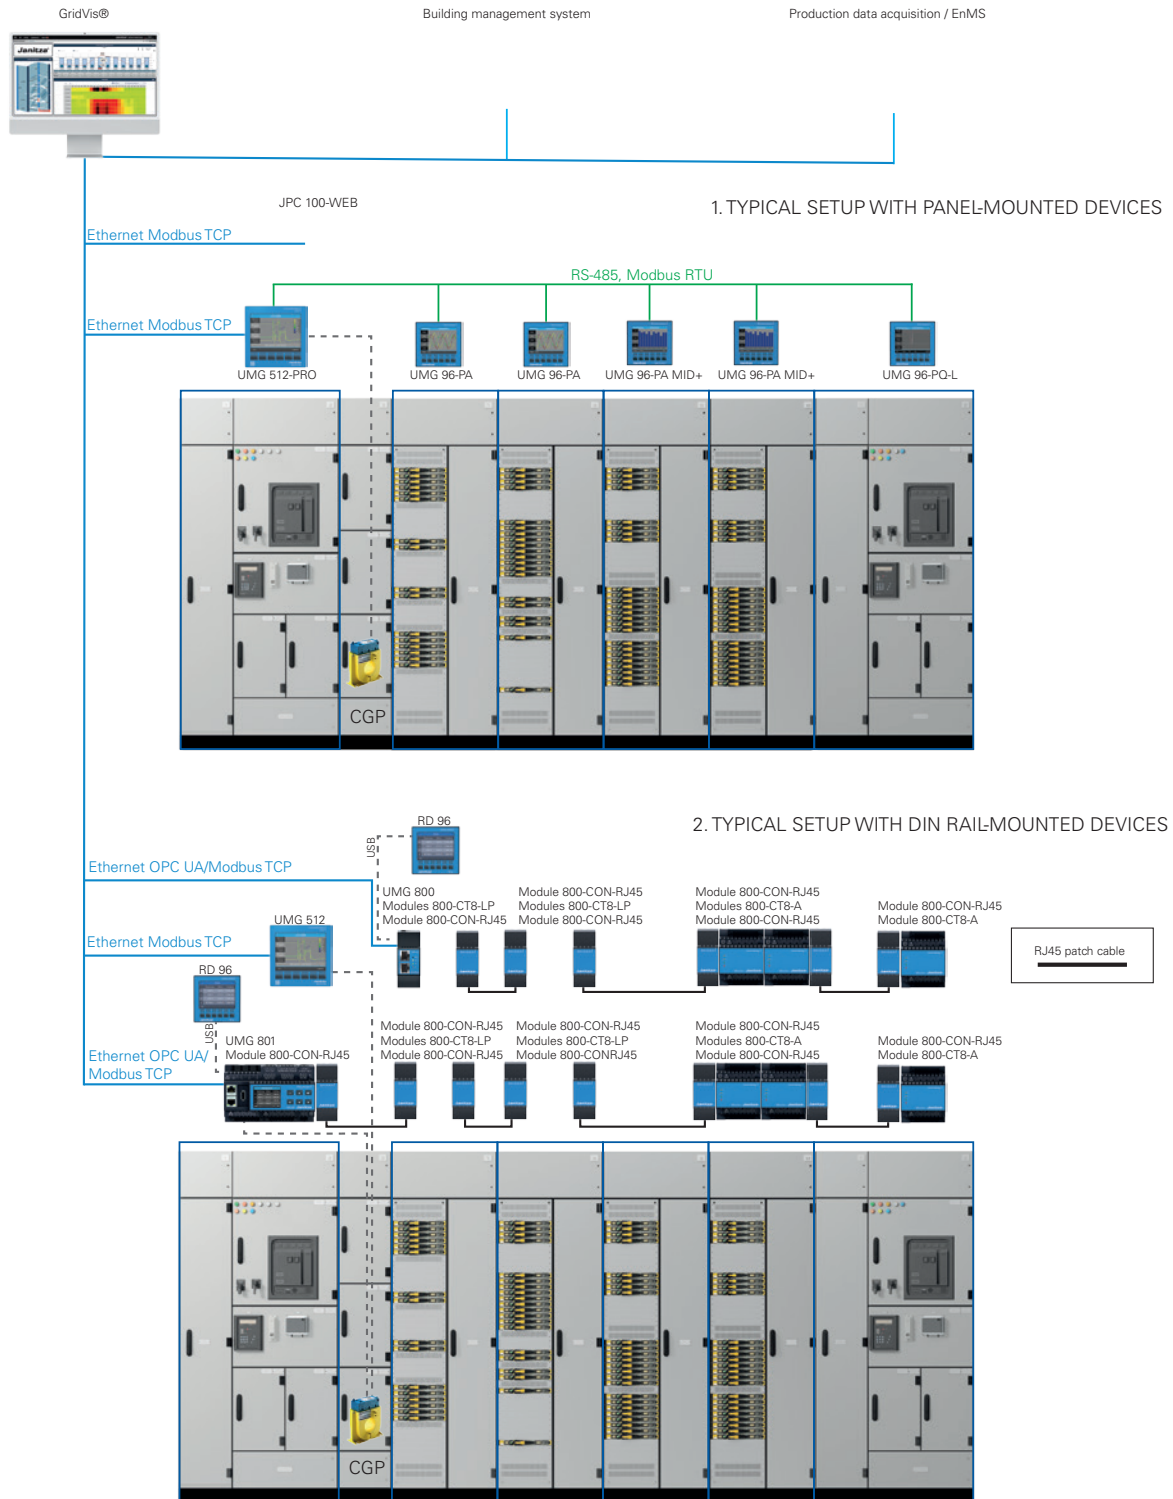 GridVis®
Building management system
Production data acquisition / EnMS
Janitza
JPC 100-WEB
1. TYPICAL SETUP WITH PANEL-MOUNTED DEVICES
Ethernet Modbus TCP
RS-485, Modbus RTU
Ethernet Modbus TCP
UMG 512-PRO
UMG 96-PA
UMG 96-PA
UMG 96-PA MID+
UMG 96-PA MID+
UMG 96-PQ-L
CGP
2. TYPICAL SETUP WITH DIN RAIL-MOUNTED DEVICES
RD 96
USB
Ethernet OPC UA/Modbus TCP
UMG 800
Modules 800-CT8-LP
Module 800-CON-RJ45
Module 800-CON-RJ45
Modules 800-CT8-LP
Module 800-CON-RJ45
Module 800-CON-RJ45
Modules 800-CT8-A
Module 800-CON-RJ45
Module 800-CON-RJ45
Module 800-CT8-A
RJ45 patch cable
UMG 512
Ethernet Modbus TCP
RD 96
USB
UMG 801
Module 800-CON-RJ45
Ethernet OPC UA/
Modbus TCP
Module 800-CON-RJ45
Modules 800-CT8-LP
Module 800-CON-RJ45
Module 800-CON-RJ45
Modules 800-CT8-LP
Module 800-CONRJ45
Module 800-CON-RJ45
Modules 800-CT8-A
Module 800-CON-RJ45
Module 800-CON-RJ45
Module 800-CT8-A
CGP